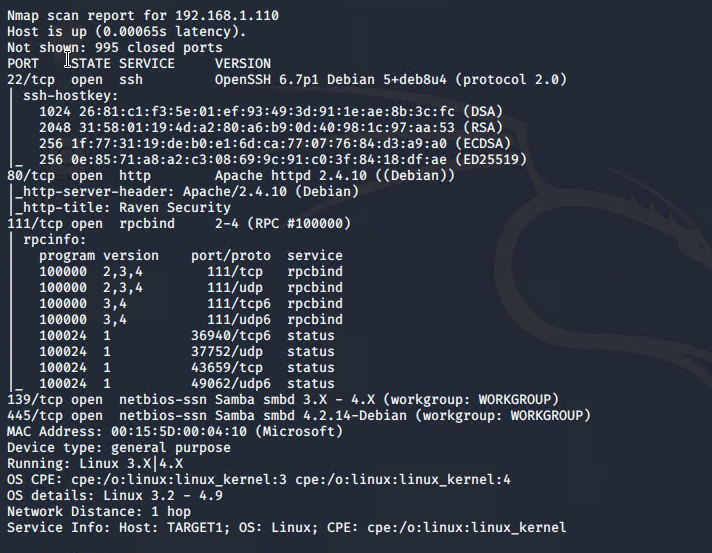 Nmap scan report for 192.168.1.110
Host is up (0.00065s latency).
Not shown: 995 closed ports
PORT    STATE SERVICE     VERSION
22/tcp  open  ssh         OpenSSH 6.7p1 Debian 5+deb8u4 (protocol 2.0)
| ssh-hostkey:
|   1024 26:81:c1:f3:5e:01:ef:93:49:3d:91:1e:ae:8b:3c:fc (DSA)
|   2048 31:58:01:19:4d:a2:80:a6:b9:0d:40:98:1c:97:aa:53 (RSA)
|   256 1f:77:31:19:de:b0:e1:6d:ca:77:07:76:84:d3:a9:a0 (ECDSA)
|_  256 0e:85:71:a8:a2:c3:08:69:9c:91:c0:3f:84:18:df:ae (ED25519)
80/tcp  open  http        Apache httpd 2.4.10 ((Debian))
|_http-server-header: Apache/2.4.10 (Debian)
|_http-title: Raven Security
111/tcp open  rpcbind     2-4 (RPC #100000)
| rpcinfo:
|   program version    port/proto  service
|   100000  2,3,4        111/tcp   rpcbind
|   100000  2,3,4        111/udp   rpcbind
|   100000  3,4          111/tcp6  rpcbind
|   100000  3,4          111/udp6  rpcbind
|   100024  1          36940/tcp6  status
|   100024  1          37752/udp   status
|   100024  1          43659/tcp   status
|_  100024  1          49062/udp6  status
139/tcp open  netbios-ssn Samba smbd 3.X - 4.X (workgroup: WORKGROUP)
445/tcp open  netbios-ssn Samba smbd 4.2.14-Debian (workgroup: WORKGROUP)
MAC Address: 00:15:5D:00:04:10 (Microsoft)
Device type: general purpose
Running: Linux 3.X|4.X
OS CPE: cpe:/o:linux:linux_kernel:3 cpe:/o:linux:linux_kernel:4
OS details: Linux 3.2 - 4.9
Network Distance: 1 hop
Service Info: Host: TARGET1; OS: Linux; CPE: cpe:/o:linux:linux_kernel